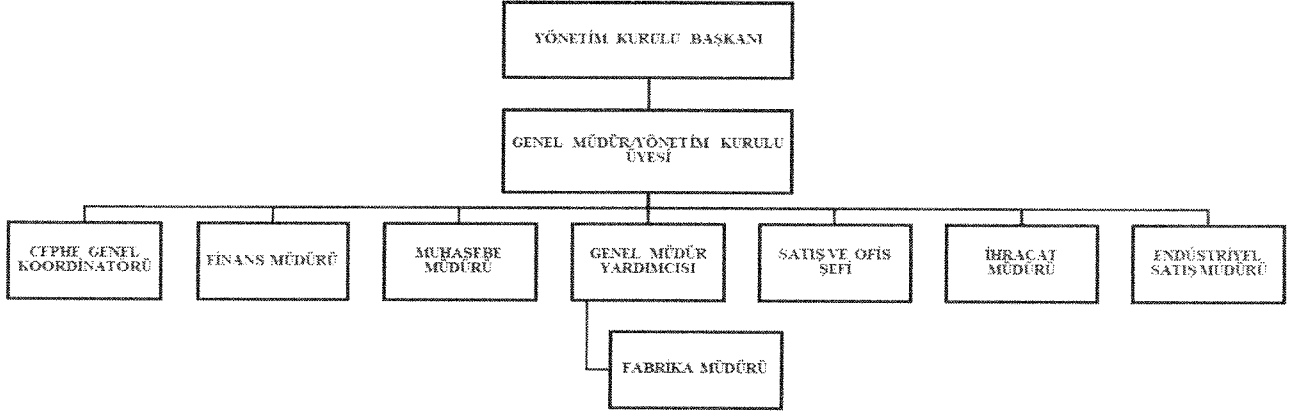 YÖNETİM KURULU BAŞKANI
GENEL MÜDÜR/YÖNETİM KURULU
ÜYESİ
CEPHE GENEL
KOORDİNATÖRÜ
FİNANS MÜDÜRÜ
MUHASEBE
MÜDÜRÜ
GENEL MÜDÜR
YARDIMCISI
SATIŞ VE OFİS
ŞEFİ
İHRACAT
MÜDÜRÜ
ENDÜSTRİYEL
SATIŞ MÜDÜRÜ
FABRİKA MÜDÜRÜ